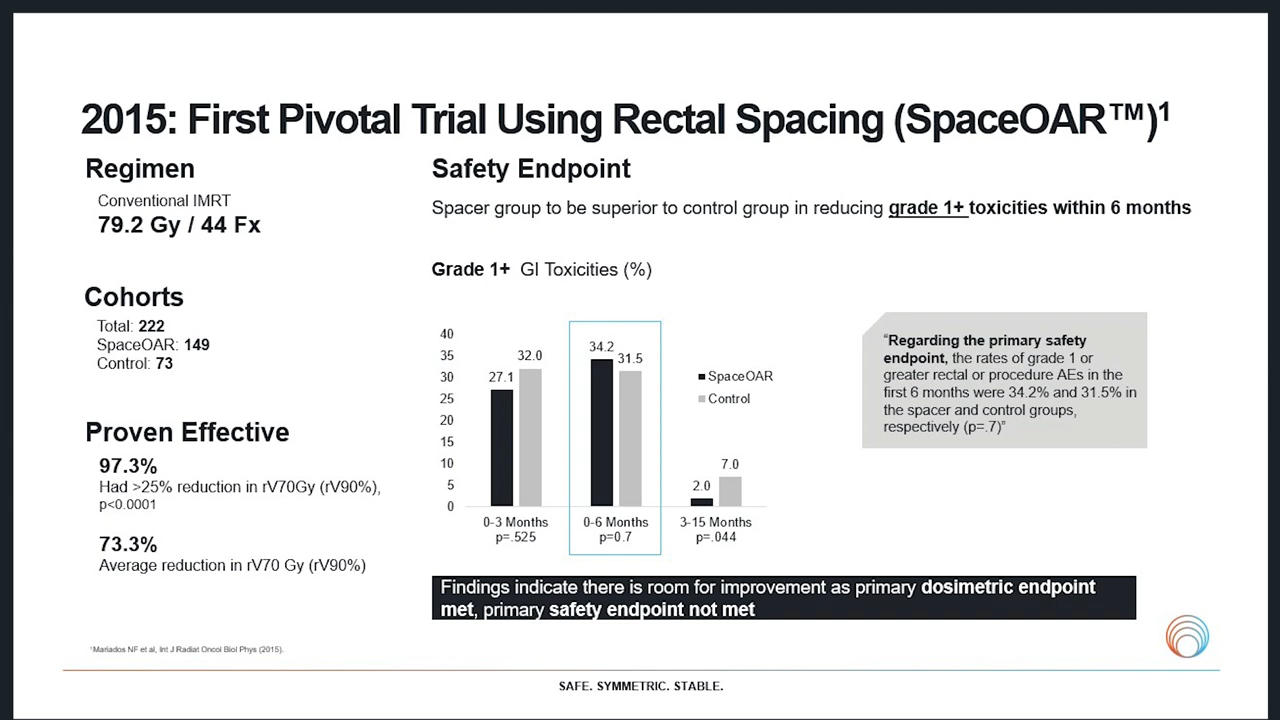 2015: First Pivotal Trial Using Rectal Spacing (SpaceOAR™)¹
Regimen
Conventional IMRT
79.2 Gy / 44 Fx
Cohorts
Total: 222
SpaceOAR: 149
Control: 73
Proven Effective
97.3%
Had >25% reduction in rV70Gy (rV90%),
p<0.0001
73.3%
Average reduction in rV70 Gy (rV90%)
Safety Endpoint
Spacer group to be superior to control group in reducing grade 1+ toxicities within 6 months
Grade 1+ GI Toxicities (%)
40
35
30
25
20
15
10
5
0
27.1
32.0
34.2
31.5
2.0
7.0
0-3 Months
p=.525
0-6 Months
p=0.7
3-15 Months
p=.044
SpaceOAR
Control
“Regarding the primary safety
endpoint, the rates of grade 1 or
greater rectal or procedure AEs in the
first 6 months were 34.2% and 31.5% in
the spacer and control groups,
respectively (p=.7)”
Findings indicate there is room for improvement as primary dosimetric endpoint
met, primary safety endpoint not met
¹Mariados NF et al, Int J Radiat Oncol Biol Phys (2015).
SAFE. SYMMETRIC. STABLE.